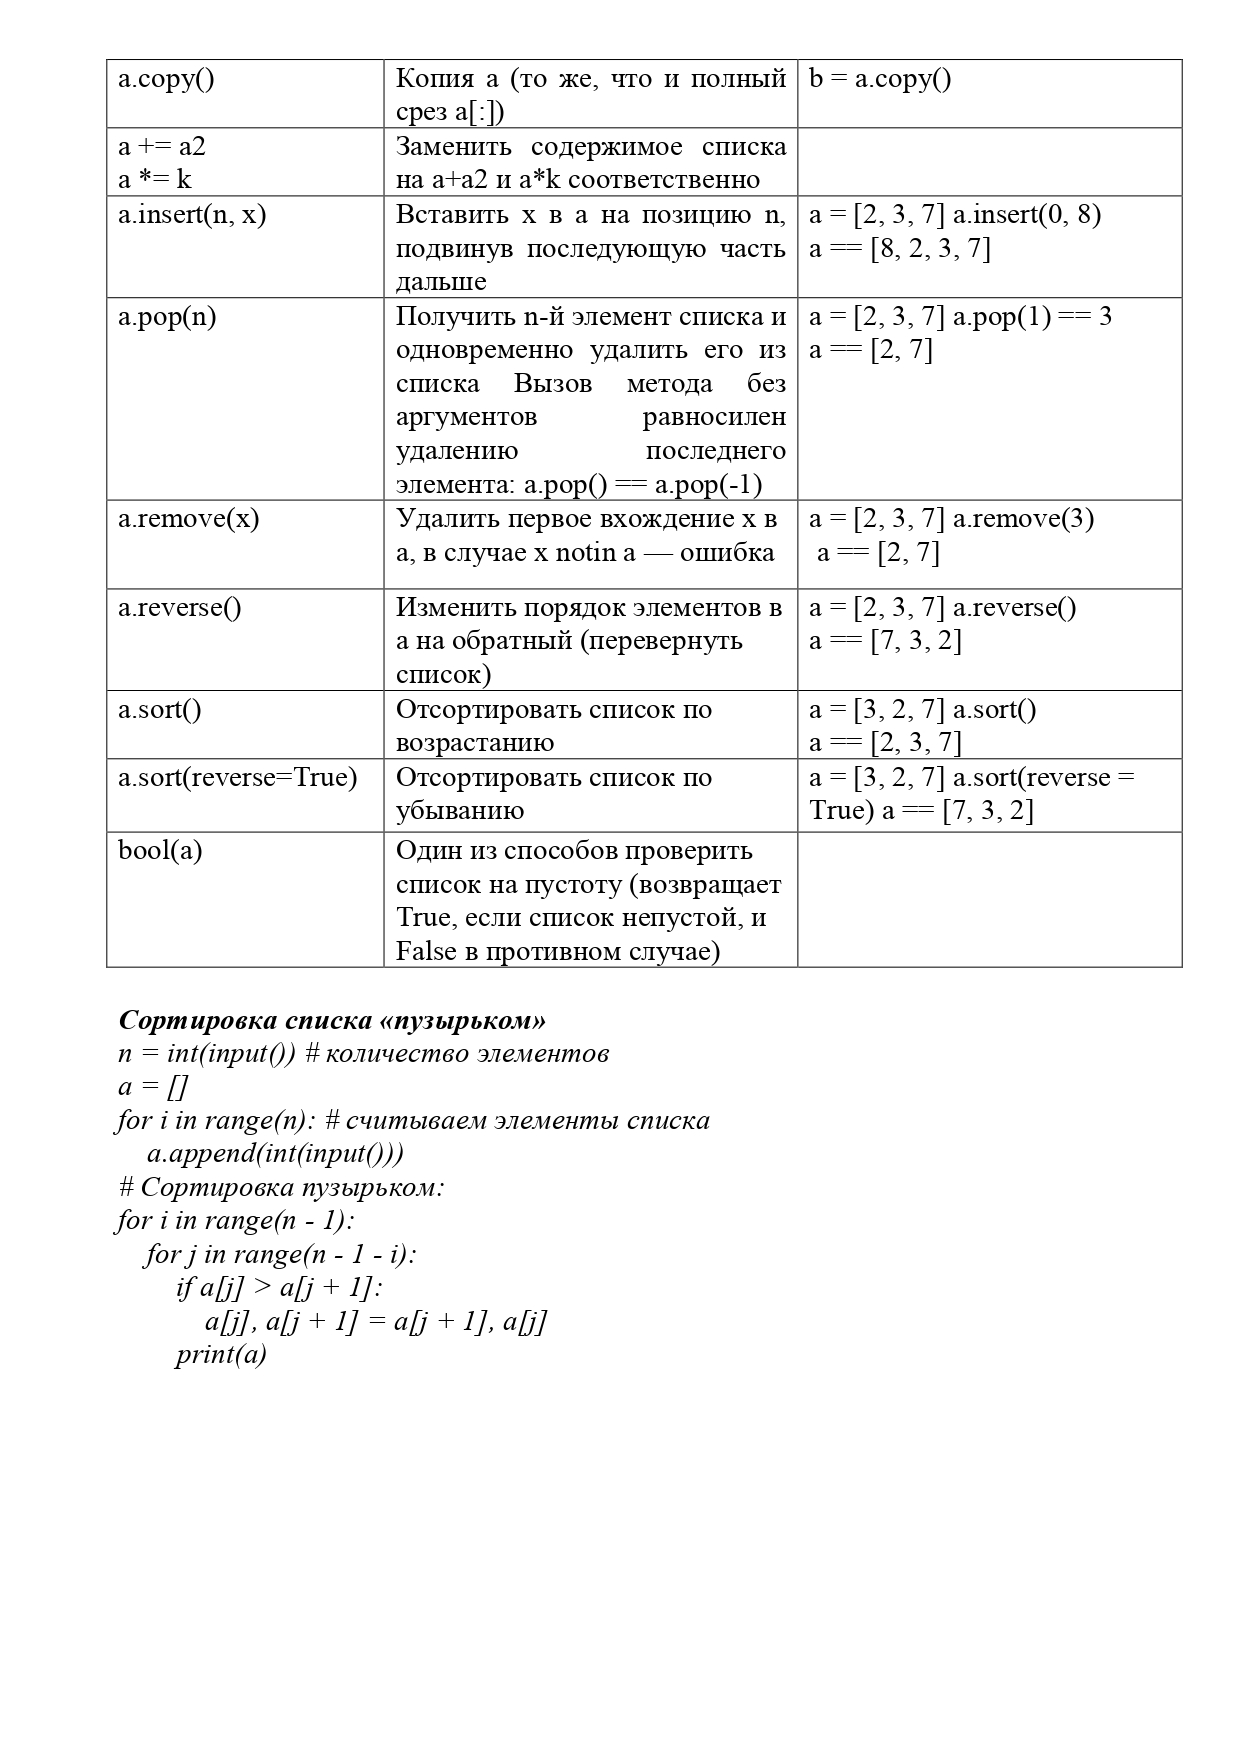 a.copy()
Копия a (то же, что и полный
срез a[:])
b = a.copy()
a += a2
a *= k
Заменить содержимое списка
на a+a2 и a*k соответственно
a.insert(n, x)
Вставить x в a на позицию n,
подвинув последующую часть
дальше
a = [2, 3, 7] a.insert(0, 8)
a == [8, 2, 3, 7]
a.pop(n)
Получить n-й элемент списка и
одновременно удалить его из
списка Вызов метода без
аргументов равносилен
удалению последнего
элемента: a.pop() == a.pop(-1)
a = [2, 3, 7] a.pop(1) == 3
a == [2, 7]
a.remove(x)
Удалить первое вхождение x в
a, в случае x notin a — ошибка
a = [2, 3, 7] a.remove(3)
a == [2, 7]
a.reverse()
Изменить порядок элементов в
a на обратный (перевернуть
список)
a = [2, 3, 7] a.reverse()
a == [7, 3, 2]
a.sort()
Отсортировать список по
возрастанию
a = [3, 2, 7] a.sort()
a == [2, 3, 7]
a.sort(reverse=True)
Отсортировать список по
убыванию
a = [3, 2, 7] a.sort(reverse =
True) a == [7, 3, 2]
bool(a)
Один из способов проверить
список на пустоту (возвращает
True, если список непустой, и
False в противном случае)
Сортировка списка «пузырьком»
n = int(input()) # количество элементов
a = []
for i in range(n): # считываем элементы списка
a.append(int(input()))
# Сортировка пузырьком:
for i in range(n - 1):
for j in range(n - 1 - i):
if a[j] > a[j + 1]:
a[j], a[j + 1] = a[j + 1], a[j]
print(a)